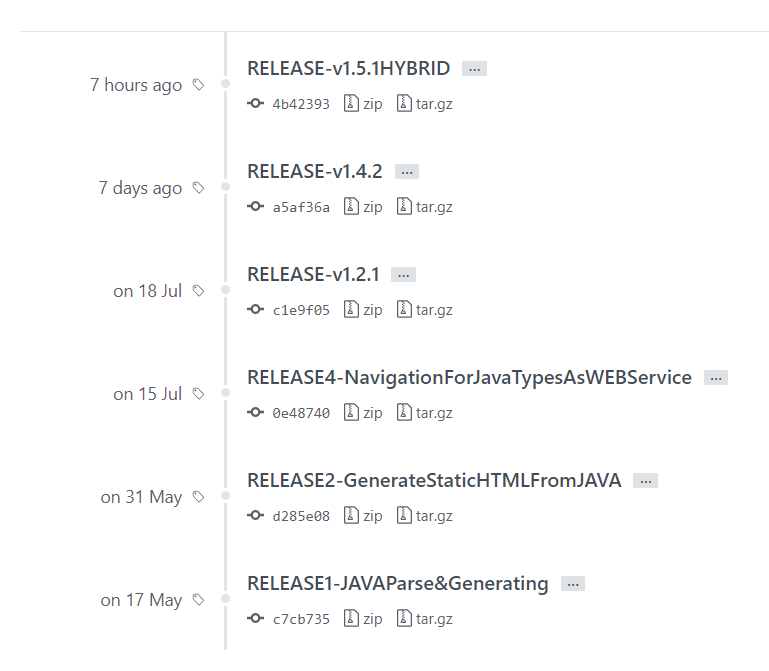 RELEASE-v1.5.1HYBRID ...
7 hours ago
4b42393 zip tar.gz
RELEASE-v1.4.2 ...
7 days ago
a5af36a zip tar.gz
RELEASE-v1.2.1 ...
on 18 Jul
c1e9f05 zip tar.gz
RELEASE4-NavigationForJavaTypesAsWEBService ...
on 15 Jul
0e48740 zip tar.gz
RELEASE2-GenerateStaticHTMLFromJAVA ...
on 31 May
d285e08 zip tar.gz
RELEASE1-JAVAParse&Generating ...
on 17 May
c7cb735 zip tar.gz